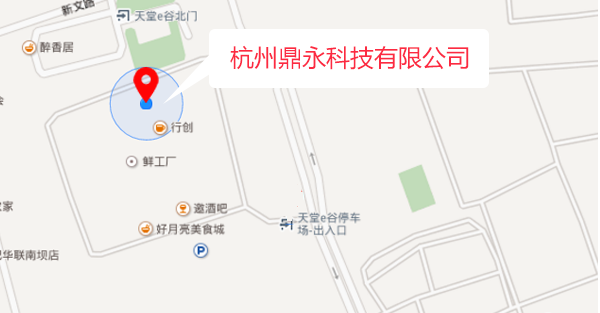 新文路
天堂e谷北门
醉香居
杭州鼎永科技有限公司
行创
鲜工厂
邀酒吧
好月亮美食城
天堂e谷停车
场-出入口
华联南坝店
P